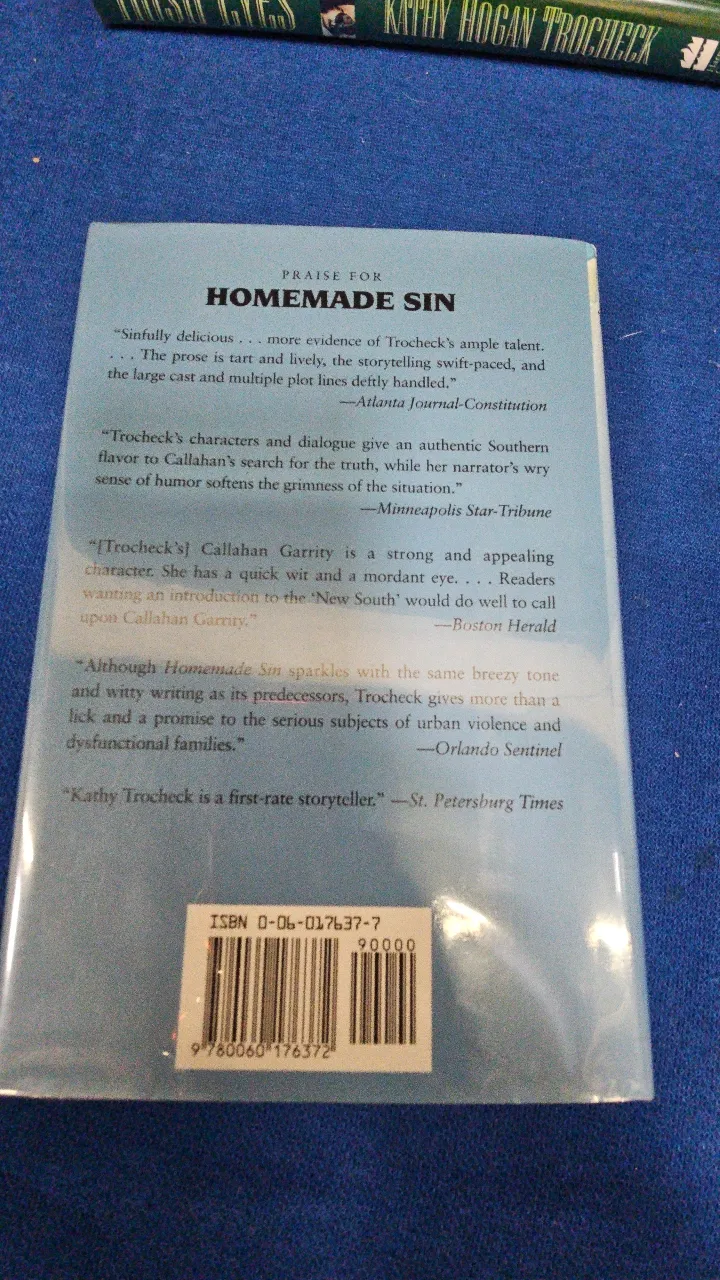 KATHY HOGAN TROCHECK
PRAISE FOR
HOMEMADE SIN
“Sinfully delicious . . . more evidence of Trocheck’s ample talent.
. . . The prose is tart and lively, the storytelling swift-paced, and
the large cast and multiple plot lines deftly handled.”
—Atlanta Journal-Constitution
“Trocheck’s characters and dialogue give an authentic Southern
flavor to Callahan’s search for the truth, while her narrator’s wry
sense of humor softens the grimness of the situation.”
—Minneapolis Star-Tribune
“[Trocheck’s] Callahan Garrity is a strong and appealing
character. She has a quick wit and a mordant eye. . . . Readers
wanting an introduction to the ‘New South’ would do well to call
upon Callahan Garrity.” —Boston Herald
“Although Homemade Sin sparkles with the same breezy tone
and witty writing as its predecessors, Trocheck gives more than a
lick and a promise to the serious subjects of urban violence and
dysfunctional families.” —Orlando Sentinel
“Kathy Trocheck is a first-rate storyteller.” —St. Petersburg Times
ISBN 0-06-017637-7
90000
9 780060 176372